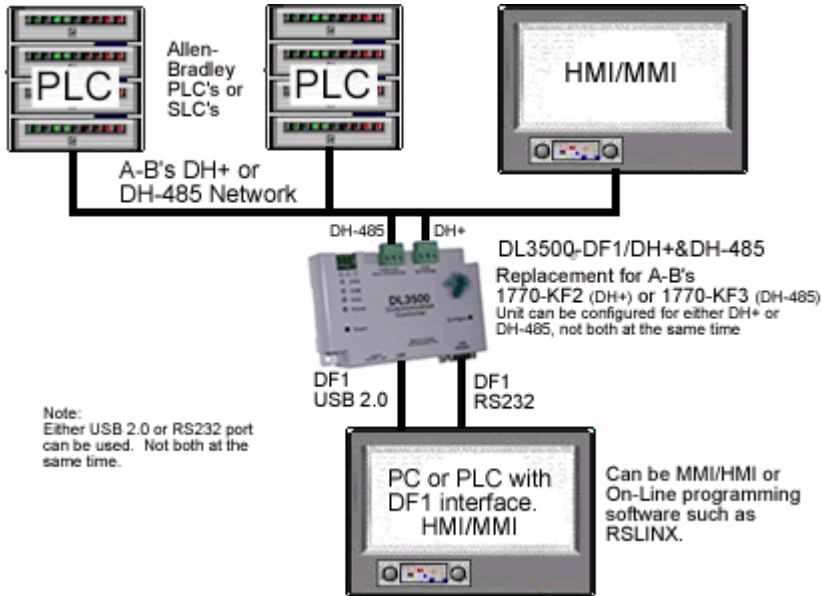 PLC
Allen-
Bradley
PLC's or
SLC's
PLC
HMI/MMI
A-B's DH+ or
DH-485 Network
DH-485
DH+
DL3500-DF1/DH+&DH-485
Replacement for A-B's
1770-KF2 (DH+) or 1770-KF3 (DH-485)
Unit can be configured for either DH+ or
DH-485, not both at the same time
DL3500
DF1
USB 2.0
DF1
RS232
Note:
Either USB 2.0 or RS232 port
can be used. Not both at the
same time.
PC or PLC with
DF1 interface.
HMI/MMI
Can be MMI/HMI or
On-Line programming
software such as
RSLINX.